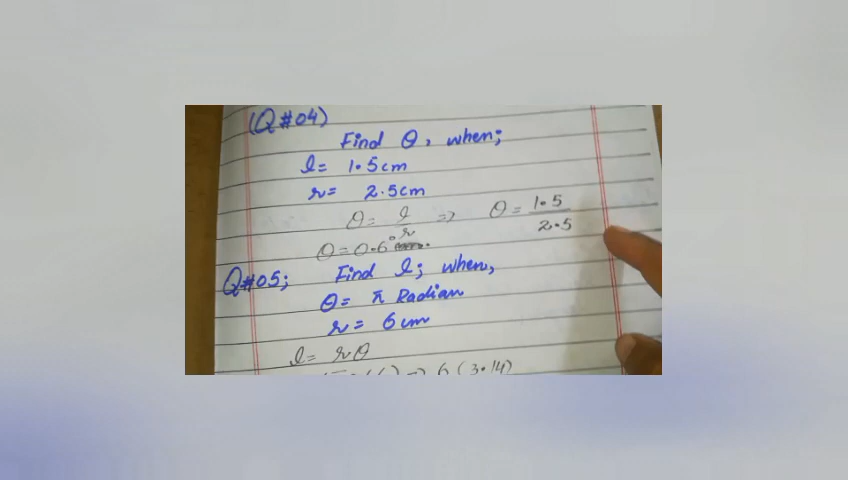 (Q#04)
Find θ, when;
l = 1.5cm
r = 2.5cm
θ = l/r ⇒ θ = 1.5/2.5
θ = 0.6°
Q#05; Find l; when,
θ = π Radian
r = 6cm
l = rθ
6(3.14)